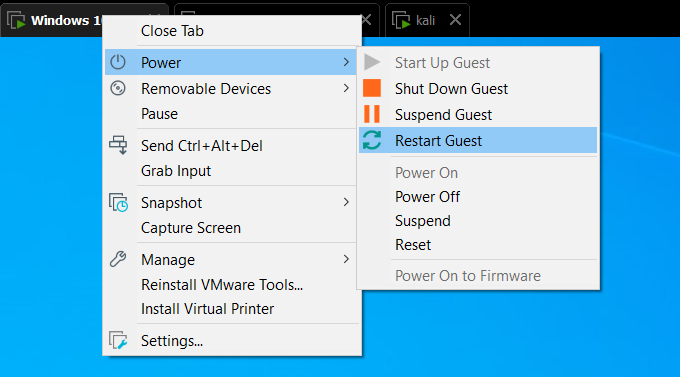 Windows 10
kali
Close Tab
Power
Removable Devices
Pause
Send Ctrl+Alt+Del
Grab Input
Snapshot
Capture Screen
Manage
Reinstall VMware Tools...
Install Virtual Printer
Settings...
Start Up Guest
Shut Down Guest
Suspend Guest
Restart Guest
Power On
Power Off
Suspend
Reset
Power On to Firmware